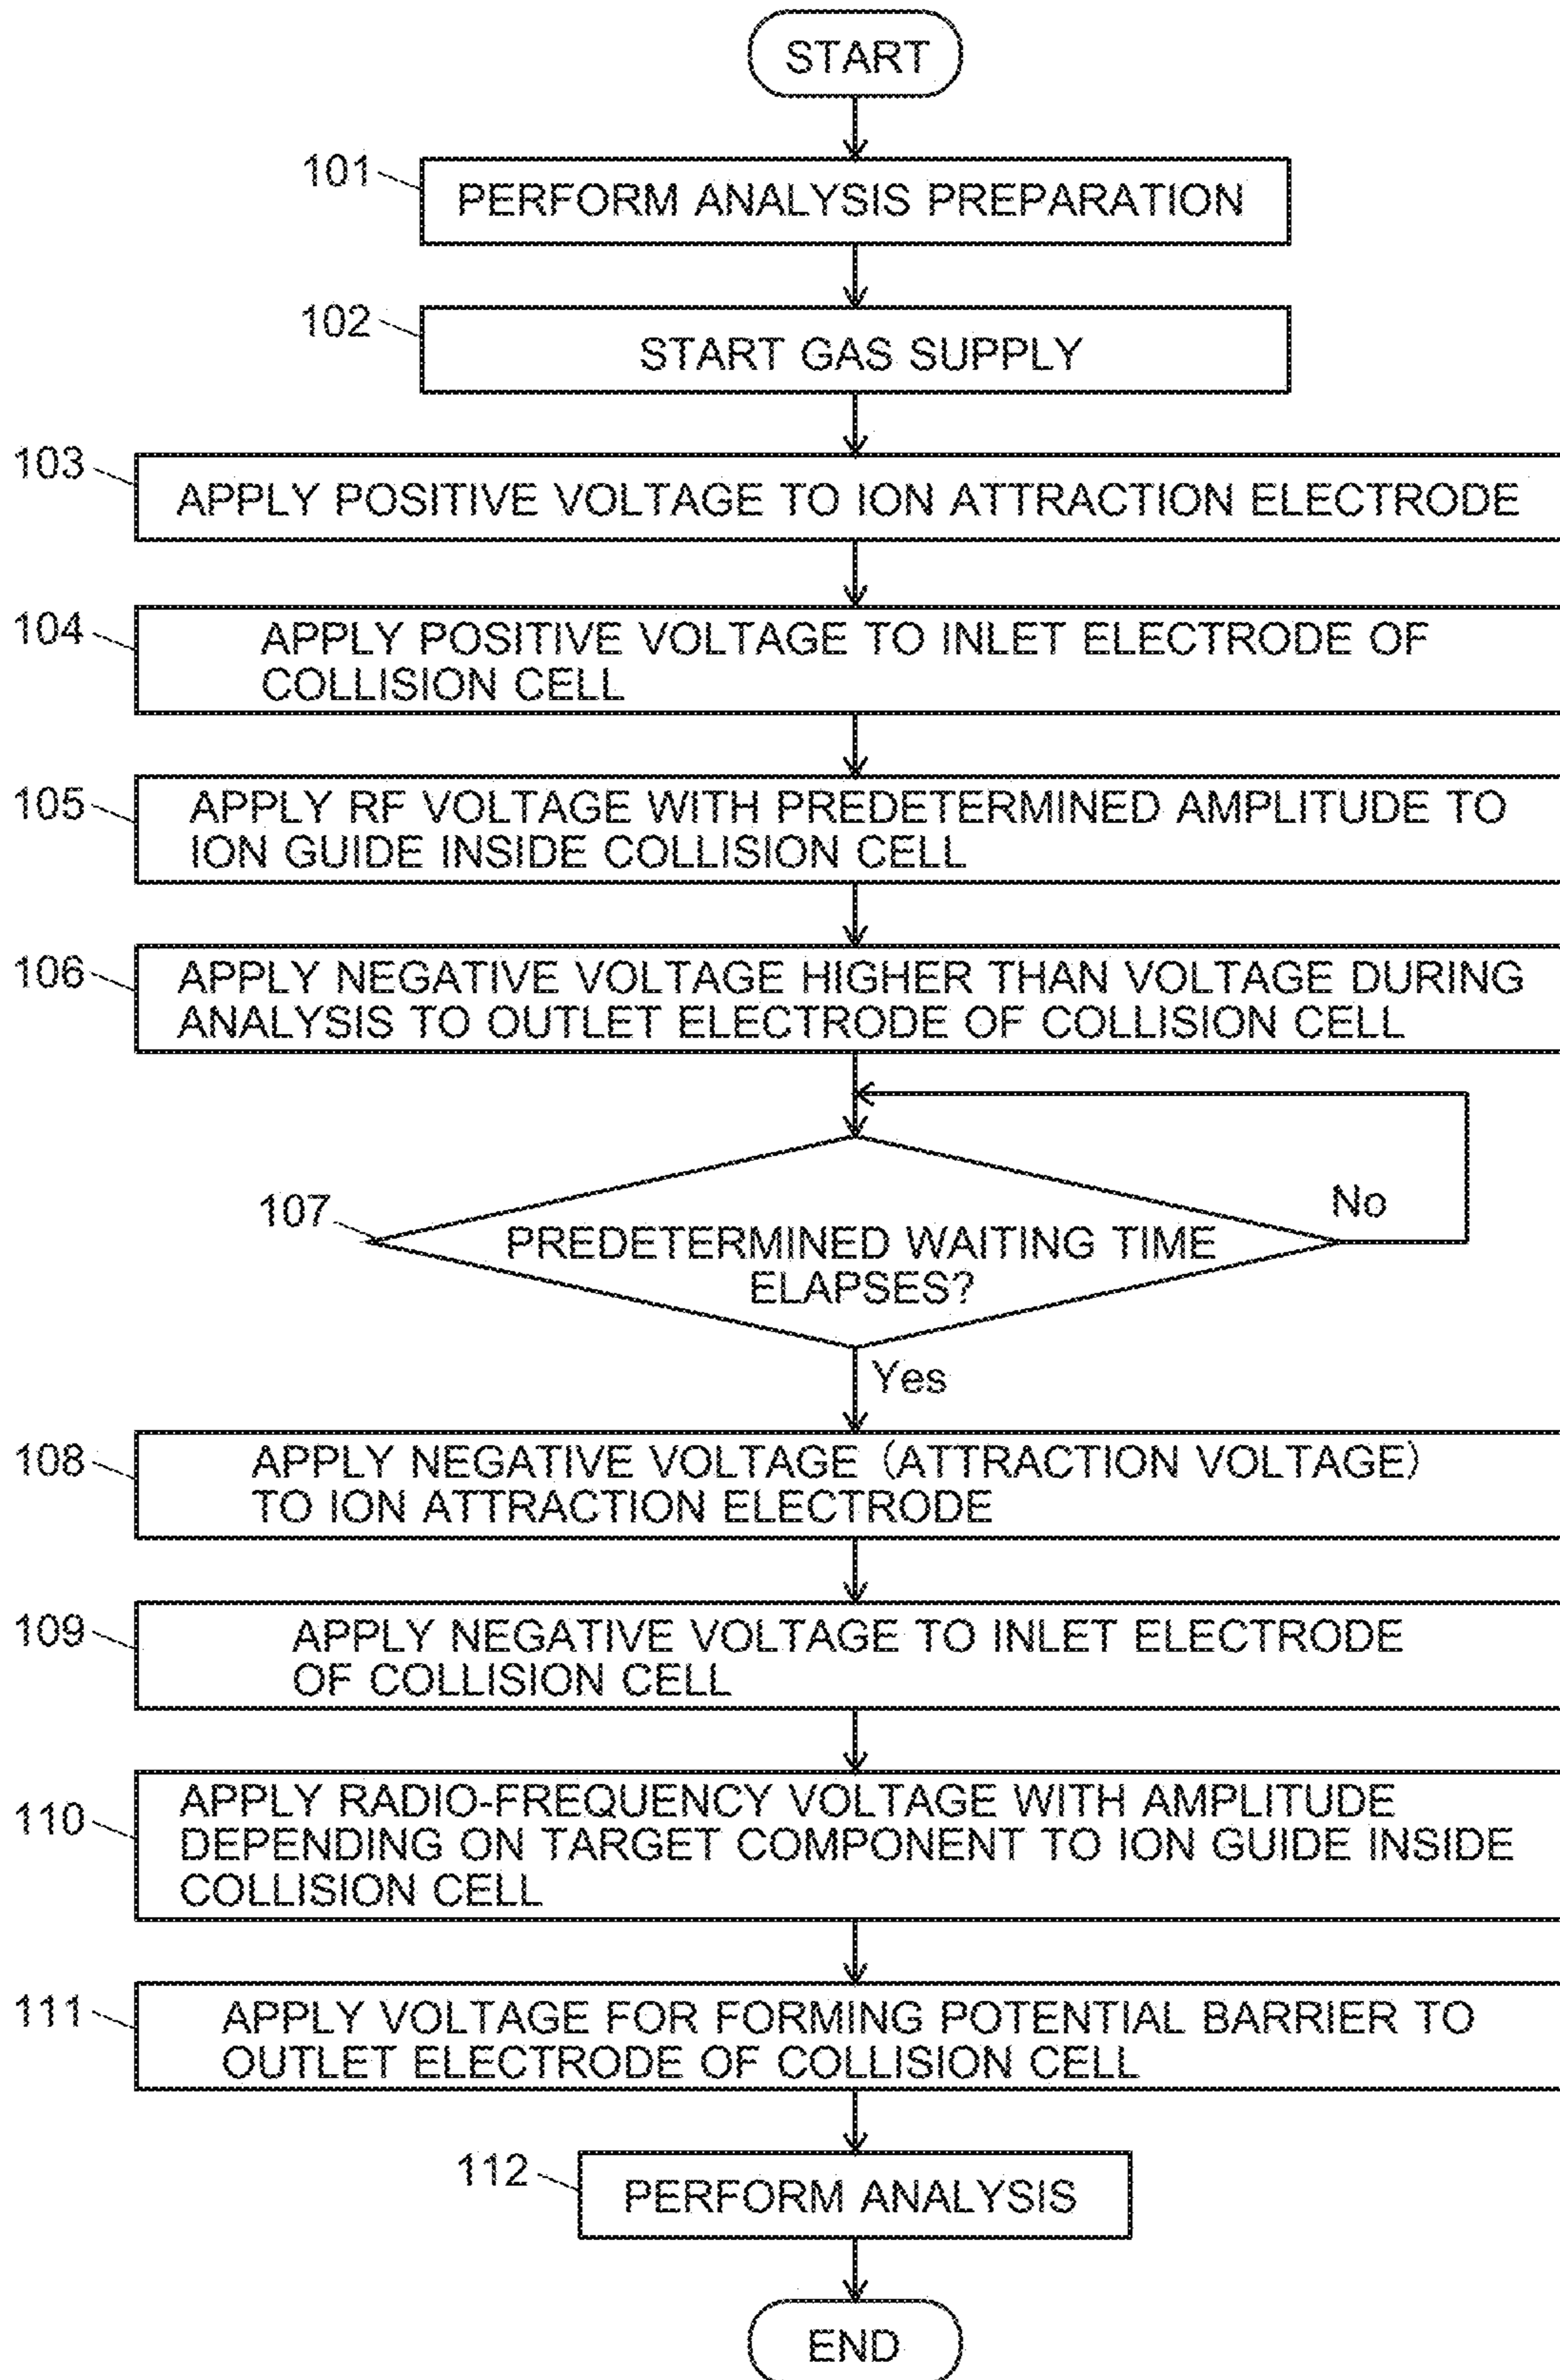 START
101
PERFORM ANALYSIS PREPARATION
102
START GAS SUPPLY
103
APPLY POSITIVE VOLTAGE TO ION ATTRACTION ELECTRODE
104
APPLY POSITIVE VOLTAGE TO INLET ELECTRODE OF
COLLISION CELL
105
APPLY RF VOLTAGE WITH PREDETERMINED AMPLITUDE TO
ION GUIDE INSIDE COLLISION CELL
106
APPLY NEGATIVE VOLTAGE HIGHER THAN VOLTAGE DURING
ANALYSIS TO OUTLET ELECTRODE OF COLLISION CELL
107
PREDETERMINED WAITING TIME
ELAPSES?
No
Yes
108
APPLY NEGATIVE VOLTAGE (ATTRACTION VOLTAGE)
TO ION ATTRACTION ELECTRODE
109
APPLY NEGATIVE VOLTAGE TO INLET ELECTRODE
OF COLLISION CELL
110
APPLY RADIO-FREQUENCY VOLTAGE WITH AMPLITUDE
DEPENDING ON TARGET COMPONENT TO ION GUIDE INSIDE
COLLISION CELL
111
APPLY VOLTAGE FOR FORMING POTENTIAL BARRIER TO
OUTLET ELECTRODE OF COLLISION CELL
112
PERFORM ANALYSIS
END